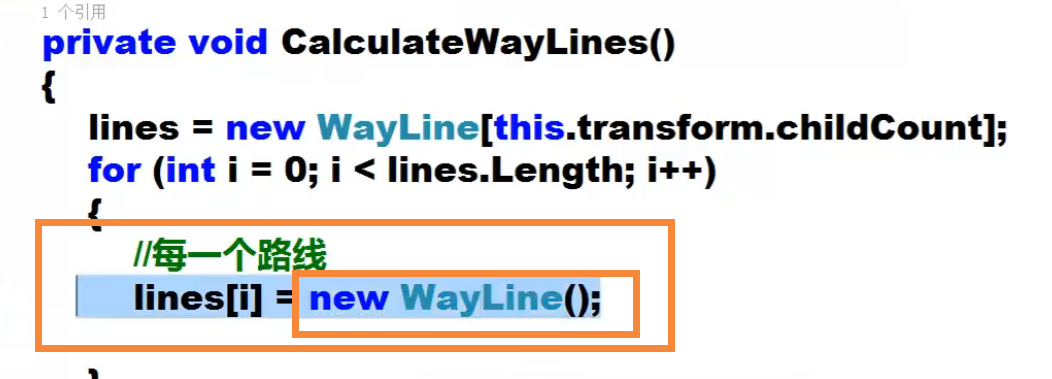 1 个引用
private void CalculateWayLines()
{
lines = new WayLine[this.transform.childCount];
for (int i = 0; i < lines.Length; i++)
{
//每一个路线
lines[i] = new WayLine();
}